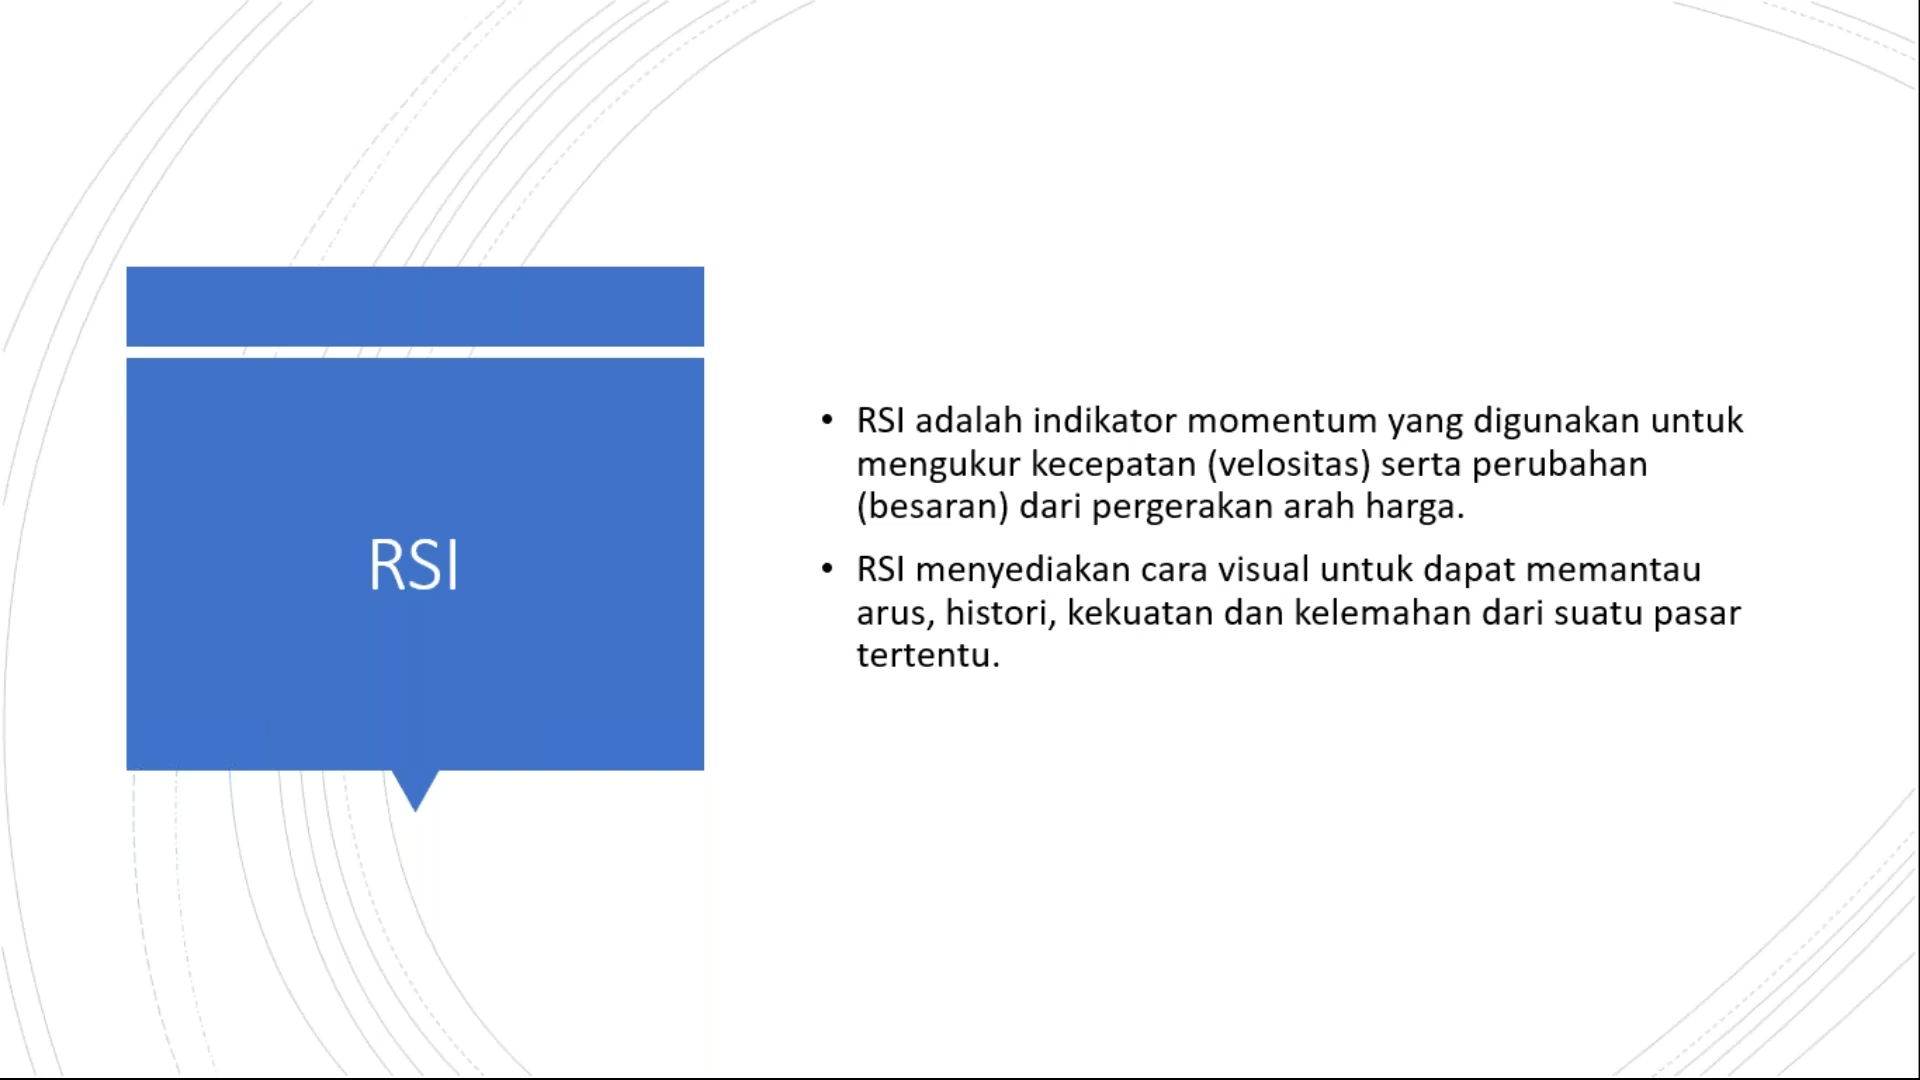 RSI
• RSI adalah indikator momentum yang digunakan untuk
mengukur kecepatan (velositas) serta perubahan
(besaran) dari pergerakan arah harga.
• RSI menyediakan cara visual untuk dapat memantau
arus, histori, kekuatan dan kelemahan dari suatu pasar
tertentu.